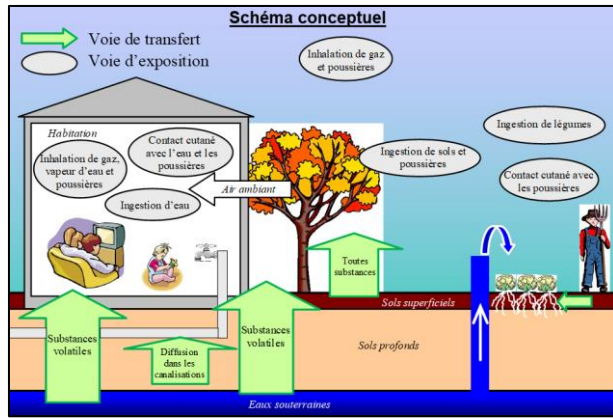 Schéma conceptuel
Voie de transfert
Voie d'exposition
Inhalation de gaz
et poussières
Habitation
Inhalation de gaz,
vapeur d'eau et
poussières
Contact cutané
avec l'eau et les
poussières
Ingestion d'eau
Air ambiant
Ingestion de sols et
poussières
Ingestion de légumes
Contact cutané avec
les poussières
Toutes
substances
Sols superficiels
Substances
volatiles
Diffusion
dans les
canalisations
Substances
volatiles
Sols profonds
Eaux souterraines